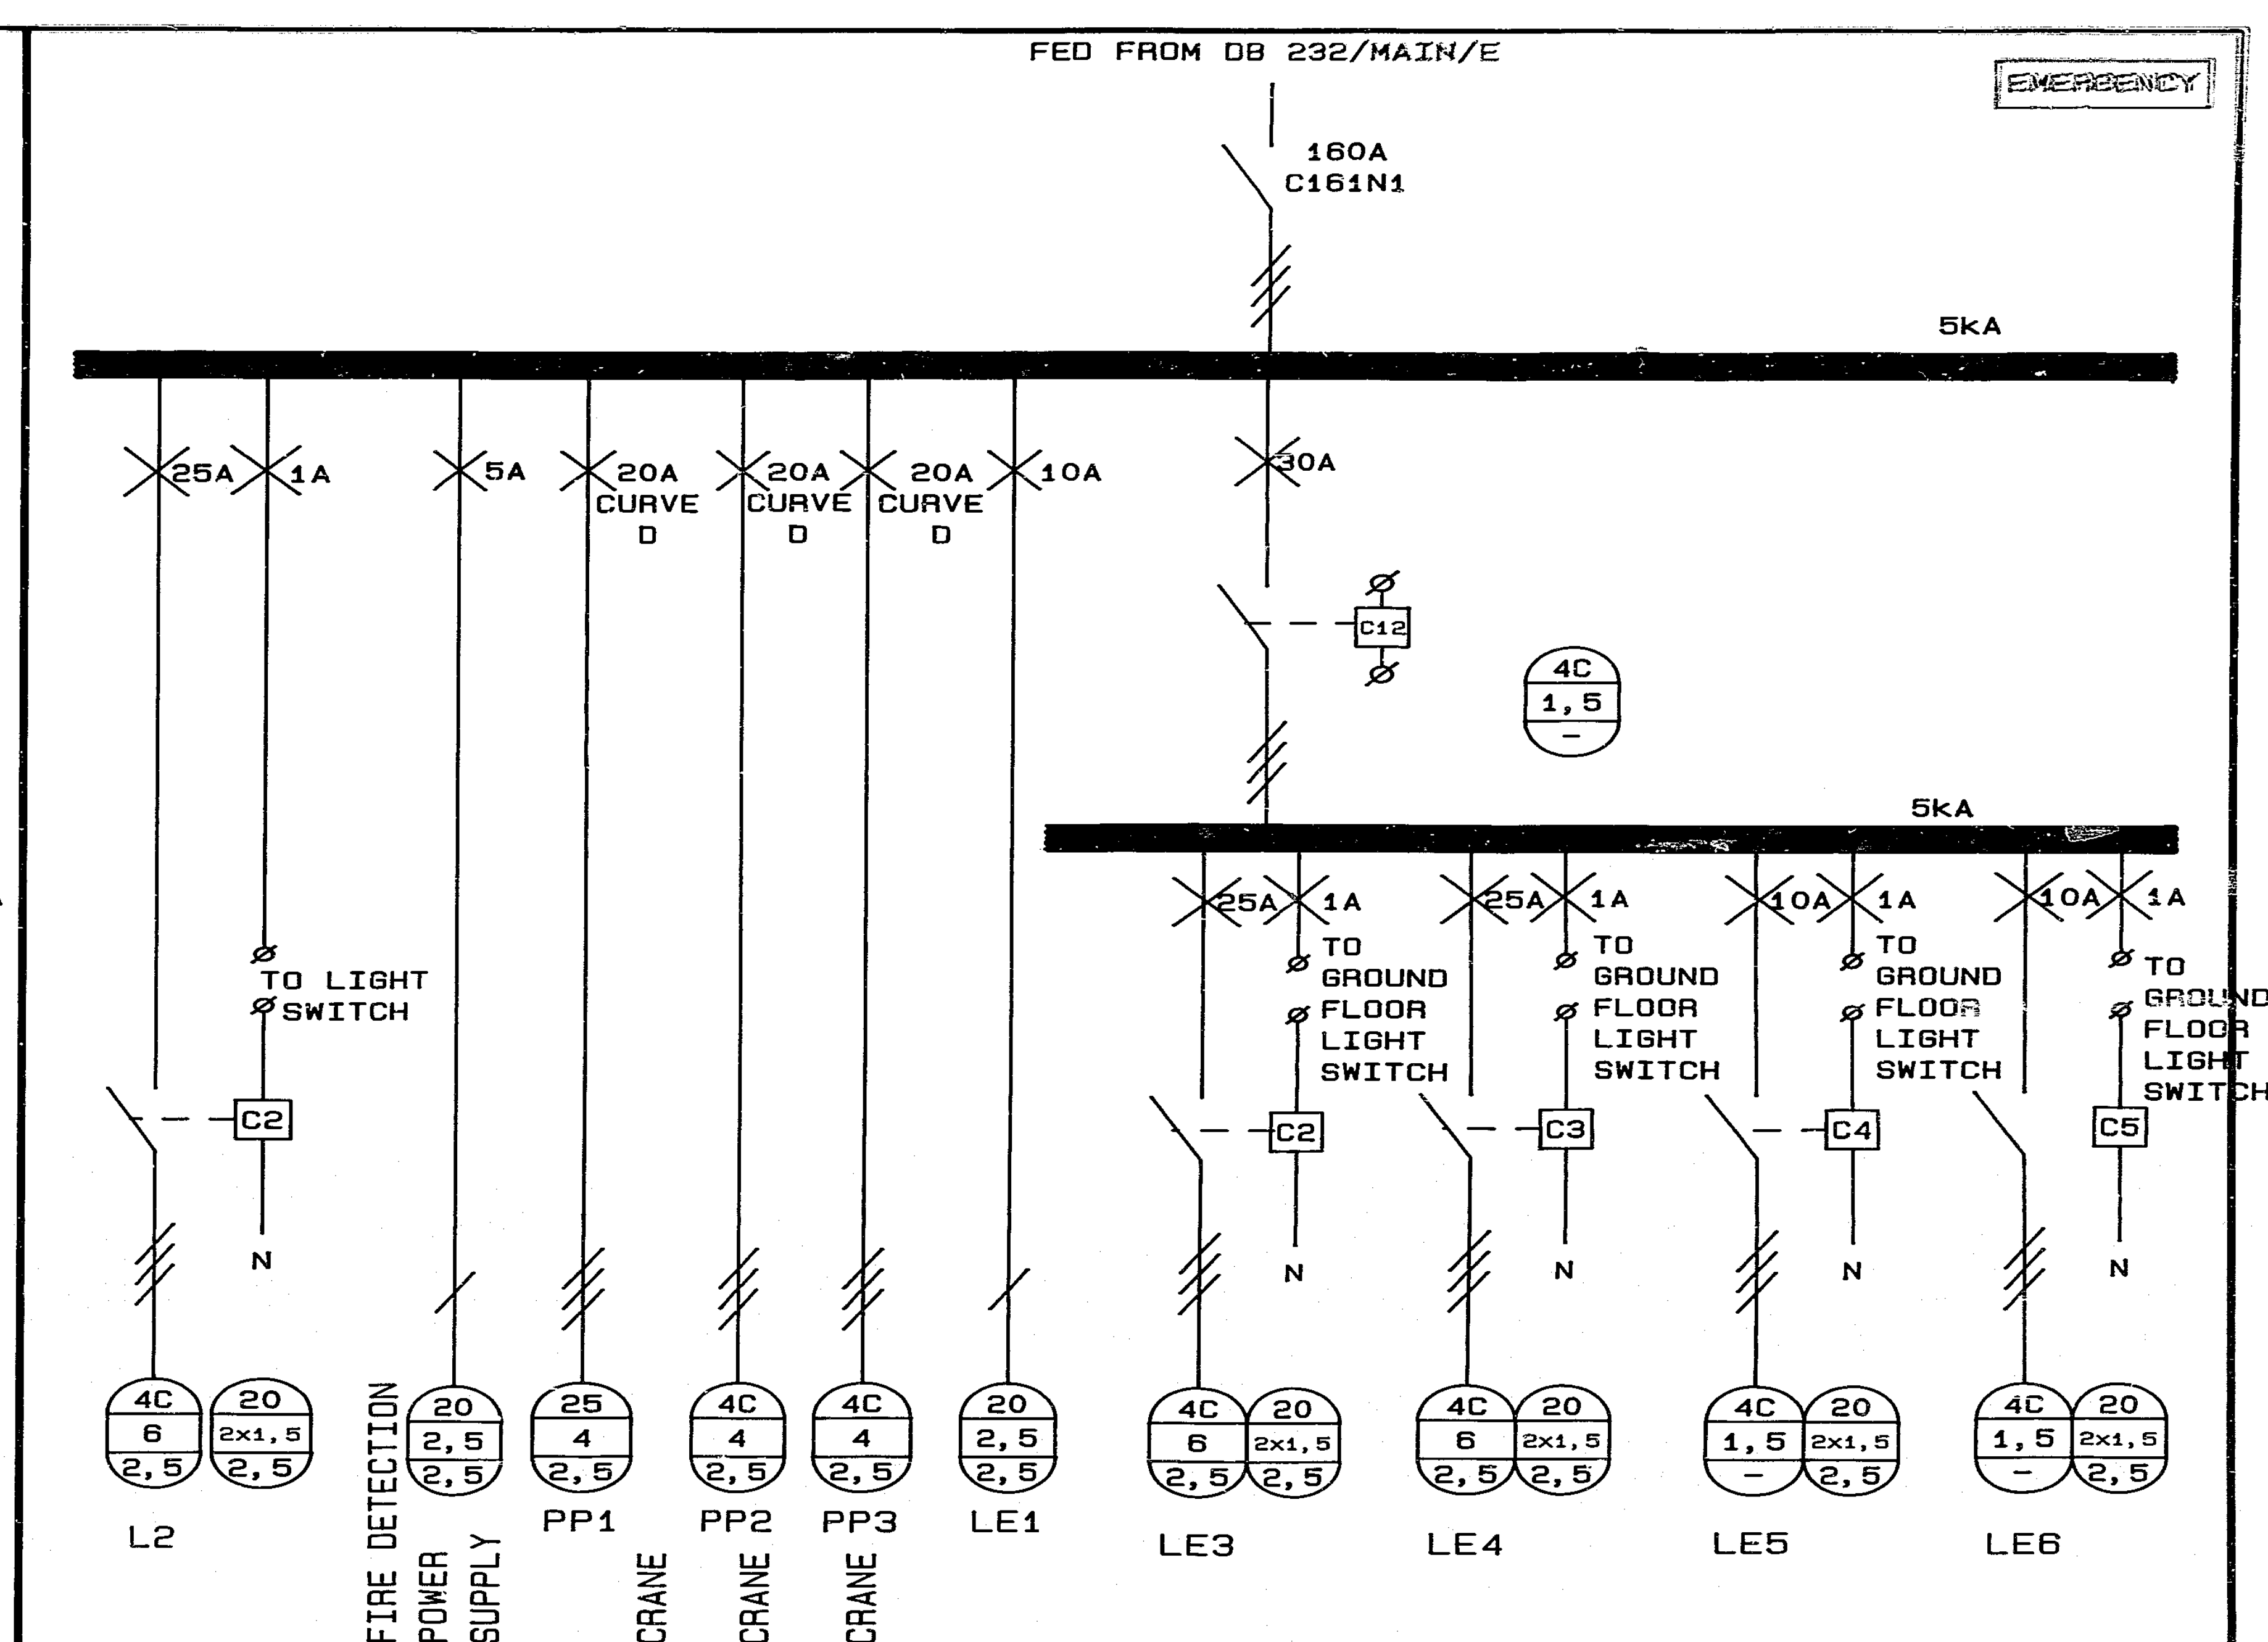 FED FROM DB 232/MAIN/E
EMERGENCY
160A
C161N1
5kA
25A
1A
5A
20A
CURVE
D
20A
CURVE
D
20A
CURVE
D
10A
30A
C12
4C
1,5
-
5kA
25A
1A
25A
1A
10A
1A
10A
1A
TO LIGHT
SWITCH
TO
GROUND
FLOOR
LIGHT
SWITCH
TO
GROUND
FLOOR
LIGHT
SWITCH
TO
GROUND
FLOOR
LIGHT
SWITCH
TO
GROUND
FLOOR
LIGHT
SWITCH
C2
C2
C3
C4
C5
N
N
N
N
N
4C
6
2,5
20
2x1,5
2,5
20
2,5
2,5
25
4
2,5
4C
4
2,5
4C
4
2,5
20
2,5
2,5
4C
6
2,5
20
2x1,5
2,5
4C
6
2,5
20
2x1,5
2,5
4C
1,5
-
20
2x1,5
2,5
4C
1,5
-
20
2x1,5
2,5
L2
FIRE DETECTION
POWER
SUPPLY
PP1
PP2
PP3
LE1
LE3
LE4
LE5
LE6
CRANE
CRANE
CRANE